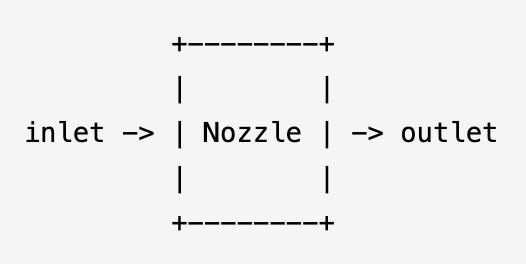 +--------+
|        |
inlet -> | Nozzle | -> outlet
|        |
+--------+